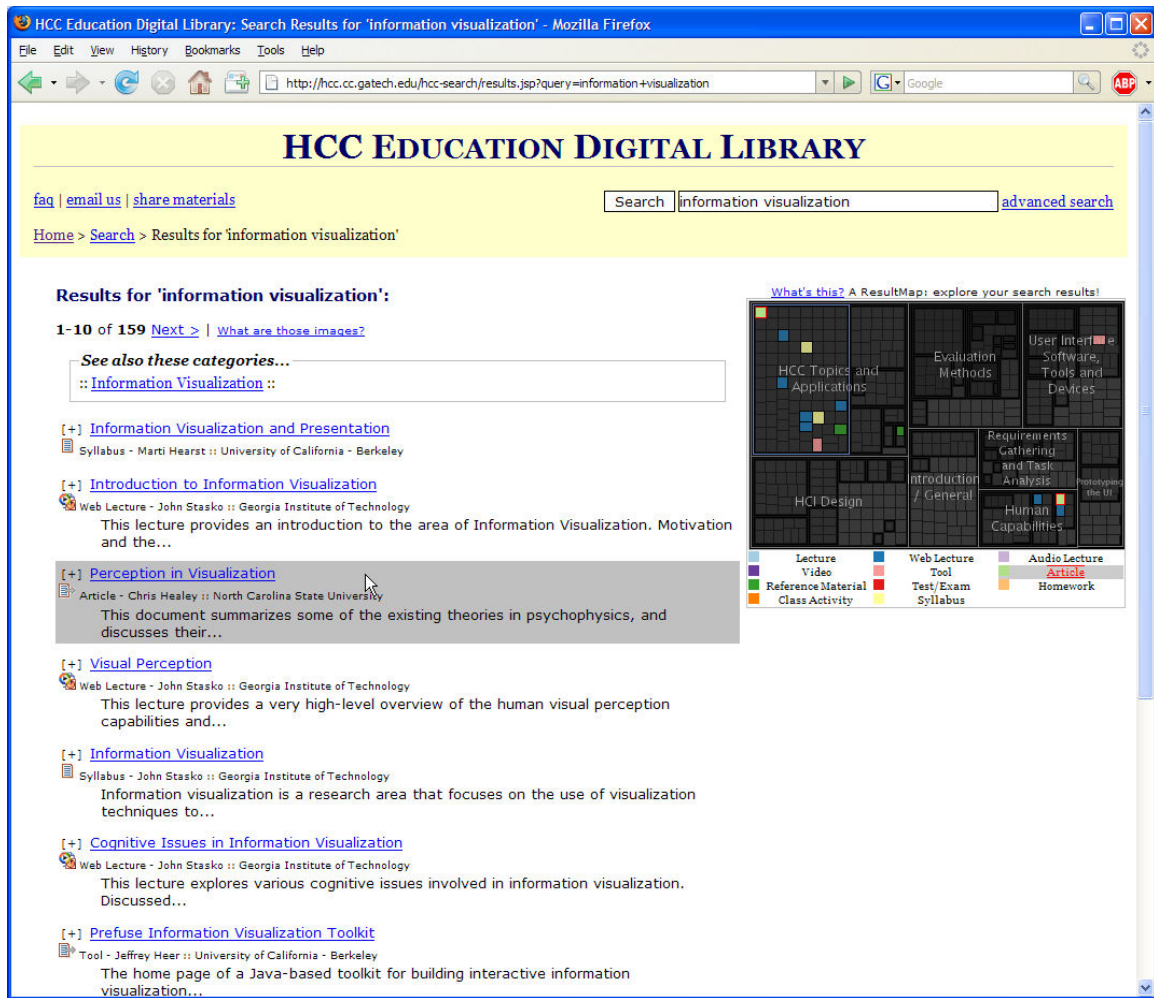 HCC Education Digital Library: Search Results for 'information visualization' - Mozilla Firefox
File Edit View History Bookmarks Tools Help
http://hcc.cc.gatech.edu/hcc-search/results.jsp?query=information+visualization
G Google
ABP
HCC EDUCATION DIGITAL LIBRARY
faq | email us | share materials
Search information visualization advanced search
Home > Search > Results for 'information visualization'
Results for 'information visualization':
1-10 of 159 Next > | What are those images?
See also these categories...
:: Information Visualization ::
[+] Information Visualization and Presentation
Syllabus - Marti Hearst :: University of California - Berkeley
[+] Introduction to Information Visualization
Web Lecture - John Stasko :: Georgia Institute of Technology
This lecture provides an introduction to the area of Information Visualization. Motivation
and the...
[+] Perception in Visualization
Article - Chris Healey :: North Carolina State University
This document summarizes some of the existing theories in psychophysics, and
discusses their...
[+] Visual Perception
Web Lecture - John Stasko :: Georgia Institute of Technology
This lecture provides a very high-level overview of the human visual perception
capabilities and...
[+] Information Visualization
Syllabus - John Stasko :: Georgia Institute of Technology
Information visualization is a research area that focuses on the use of visualization
techniques to...
[+] Cognitive Issues in Information Visualization
Web Lecture - John Stasko :: Georgia Institute of Technology
This lecture explores various cognitive issues involved in information visualization.
Discussed...
[+] Prefuse Information Visualization Toolkit
Tool - Jeffrey Heer :: University of California - Berkeley
The home page of a Java-based toolkit for building interactive information
visualization...
What's this? A ResultMap: explore your search results!
HCC Topics and
Applications
Evaluation
Methods
User Interface
Software,
Tools and
Devices
HCI Design
Introduction
/ General
Requirements
Gathering
and Task
Analysis
Prototyping
the UI
Human
Capabilities
Lecture Web Lecture Audio Lecture
Video Tool Article
Reference Material Test/Exam Homework
Class Activity Syllabus